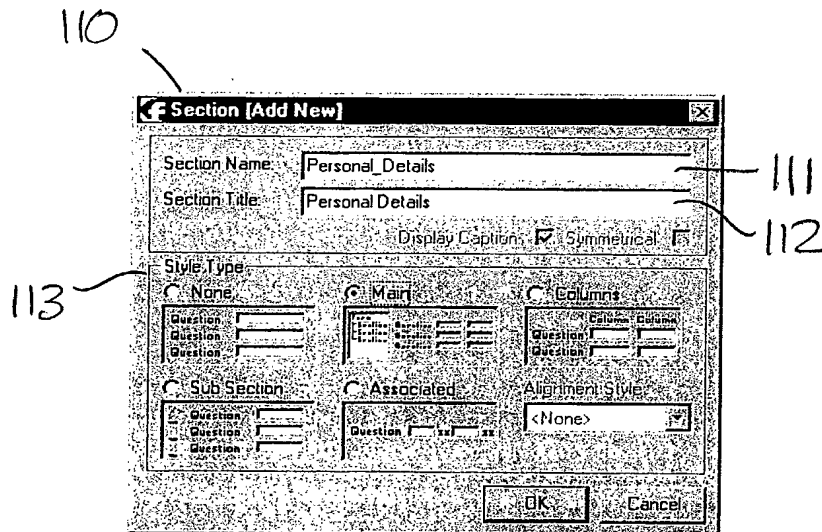 110
Section [Add New]
Section Name: Personal_Details
111
Section Title: Personal Details
112
Display Caption Symmetrical
Style Type
113
None Main Columns
Question
Question
Question
Column Column
Question
Question
Sub Section Associated Alignment Style
Question
Question
Question
Question xx xx
<None>
OK Cancel